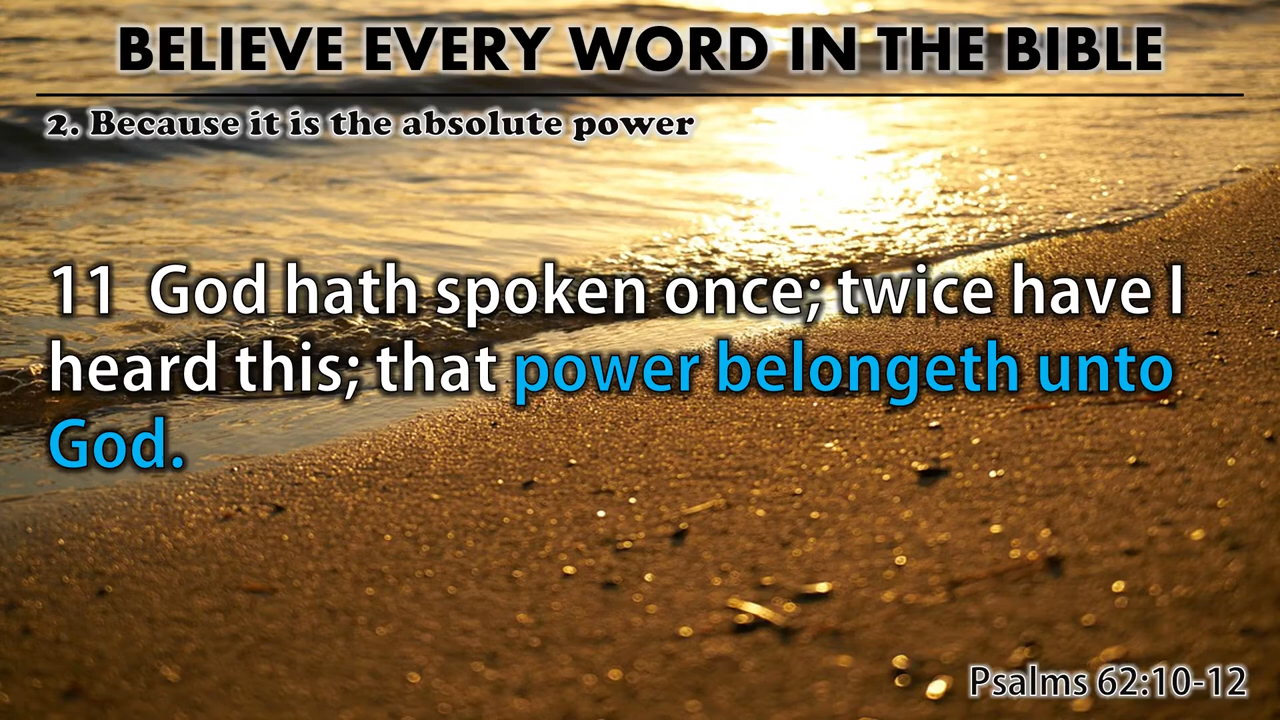 BELIEVE EVERY WORD IN THE BIBLE
2. Because it is the absolute power
11 God hath spoken once; twice have I
heard this; that power belongeth unto
God.
Psalms 62:10-12